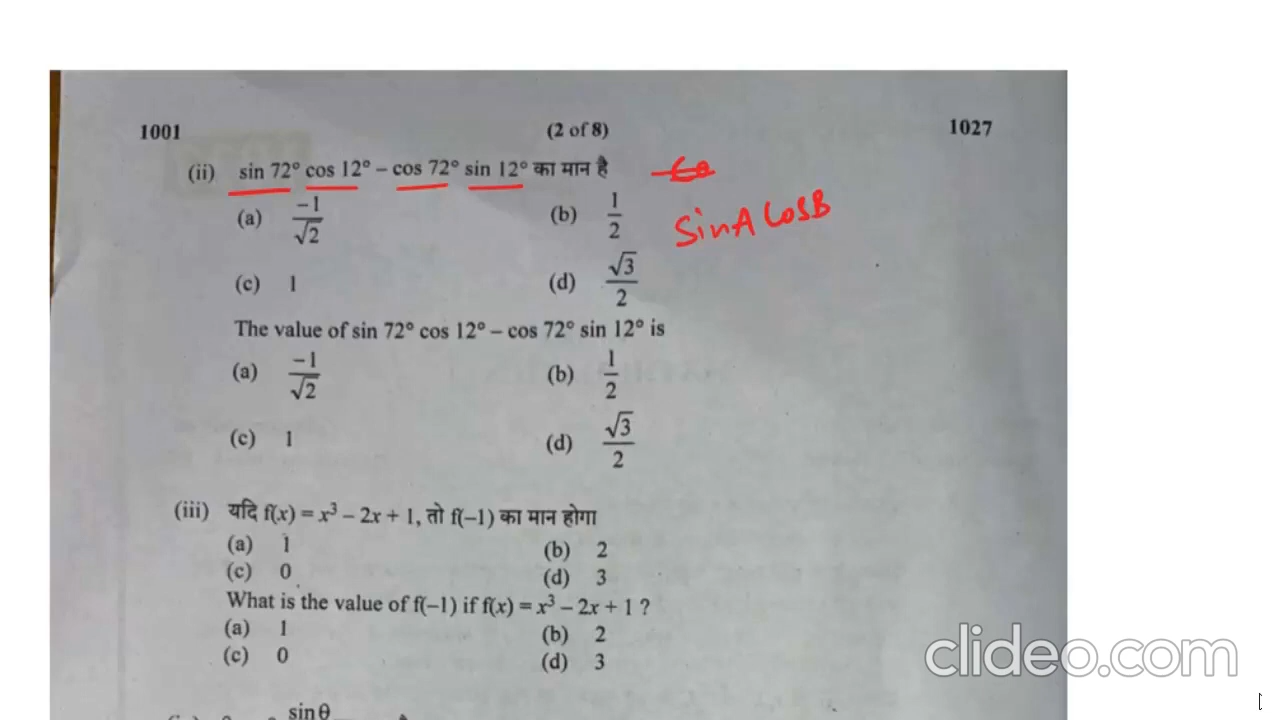 1001 (2 of 8) 1027
(ii) sin 72° cos 12° – cos 72° sin 12° का मान है
(a) –1/√2 (b) 1/2 SinA CosB
(c) 1 (d) √3/2
The value of sin 72° cos 12° – cos 72° sin 12° is
(a) –1/√2 (b) 1/2
(c) 1 (d) √3/2
(iii) यदि f(x) = x³ – 2x + 1, तो f(–1) का मान होगा
(a) 1 (b) 2
(c) 0 (d) 3
What is the value of f(–1) if f(x) = x³ – 2x + 1 ?
(a) 1 (b) 2
(c) 0 (d) 3
sin θ
clideo.com